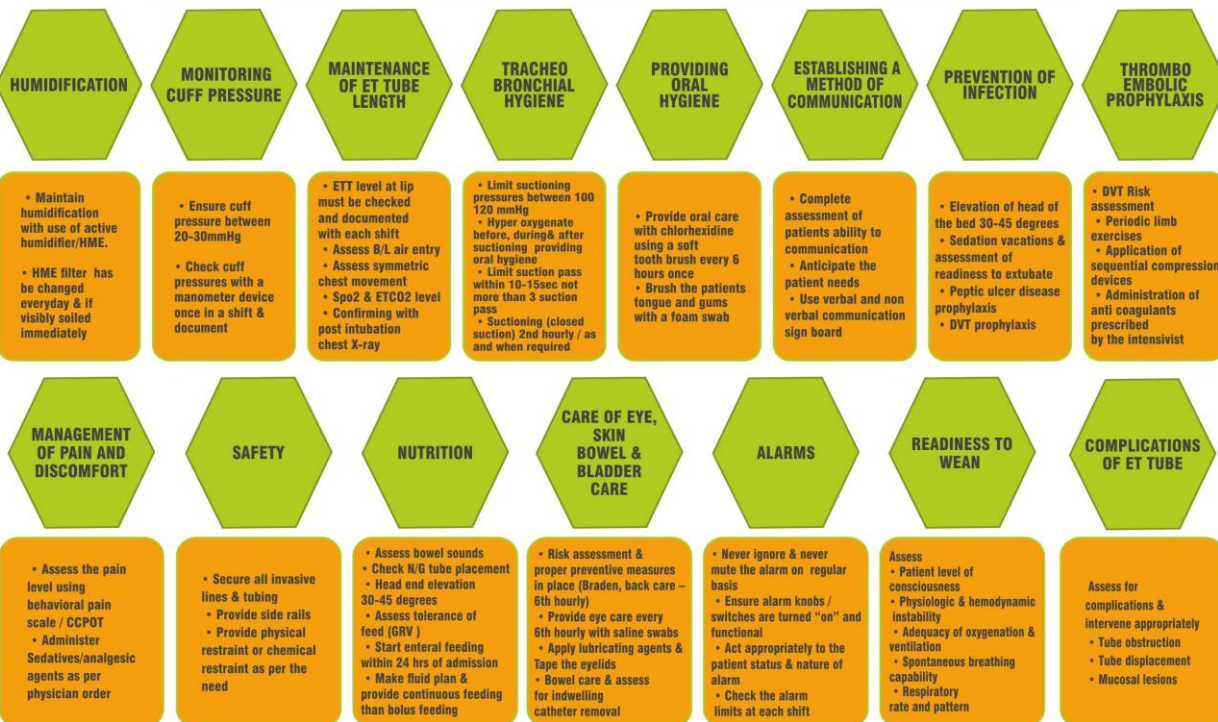 HUMIDIFICATION
MONITORING
CUFF PRESSURE
MAINTENANCE
OF ET TUBE
LENGTH
TRACHEO
BRONCHIAL
HYGIENE
PROVIDING
ORAL
HYGIENE
ESTABLISHING A
METHOD OF
COMMUNICATION
PREVENTION OF
INFECTION
THROMBO
EMBOLIC
PROPHYLAXIS
• Maintain
humidification
with use of active
humidifier/HME.
• HME filter has
be changed
everyday & if
visibly soiled
immediately
• Ensure cuff
pressure between
20-30mmHg
• Check cuff
pressures with a
manometer device
once in a shift &
document
• ETT level at lip
must be checked
and documented
with each shift
• Assess B/L air entry
• Assess symmetric
chest movement
• Spo2 & ETCO2 level
• Confirming with
post intubation
chest X-ray
• Limit suctioning
pressures between 100
120 mmHg
• Hyper oxygenate
before, during& after
suctioning providing
oral hygiene
• Limit suction pass
within 10-15sec not
more than 3 suction
pass
• Suctioning (closed
suction) 2nd hourly / as
and when required
• Provide oral care
with chlorhexidine
using a soft
tooth brush every 6
hours once
• Brush the patients
tongue and gums
with a foam swab
• Complete
assessment of
patients ability to
communication
• Anticipate the
patient needs
• Use verbal and non
verbal communication
sign board
• Elevation of head of
the bed 30-45 degrees
• Sedation vacations &
assessment of
readiness to extubate
• Peptic ulcer disease
prophylaxis
• DVT prophylaxis
• DVT Risk
assessment
• Periodic limb
exercises
• Application of
sequential compression
devices
• Administration of
anti coagulants
prescribed
by the intensivist
MANAGEMENT
OF PAIN AND
DISCOMFORT
SAFETY
NUTRITION
CARE OF EYE,
SKIN
BOWEL &
BLADDER
CARE
ALARMS
READINESS TO
WEAN
COMPLICATIONS
OF ET TUBE
• Assess the pain
level using
behavioral pain
scale / CCPOT
• Administer
Sedatives/analgesic
agents as per
physician order
• Secure all invasive
lines & tubing
• Provide side rails
• Provide physical
restraint or chemical
restraint as per the
need
• Assess bowel sounds
• Check N/G tube placement
• Head end elevation
30-45 degrees
• Assess tolerance of
feed (GRV )
• Start enteral feeding
within 24 hrs of admission
• Make fluid plan &
provide continuous feeding
than bolus feeding
• Risk assessment &
proper preventive measures
in place (Braden, back care –
6th hourly)
• Provide eye care every
6th hourly with saline swabs
• Apply lubricating agents &
Tape the eyelids
• Bowel care & assess
for indwelling
catheter removal
• Never ignore & never
mute the alarm on regular
basis
• Ensure alarm knobs /
switches are turned “on” and
functional
• Act appropriately to the
patient status & nature of
alarm
• Check the alarm
limits at each shift
Assess
• Patient level of
consciousness
• Physiologic & hemodynamic
instability
• Adequacy of oxygenation &
ventilation
• Spontaneous breathing
capability
• Respiratory
rate and pattern
Assess for
complications &
intervene appropriately
• Tube obstruction
• Tube displacement
• Mucosal lesions